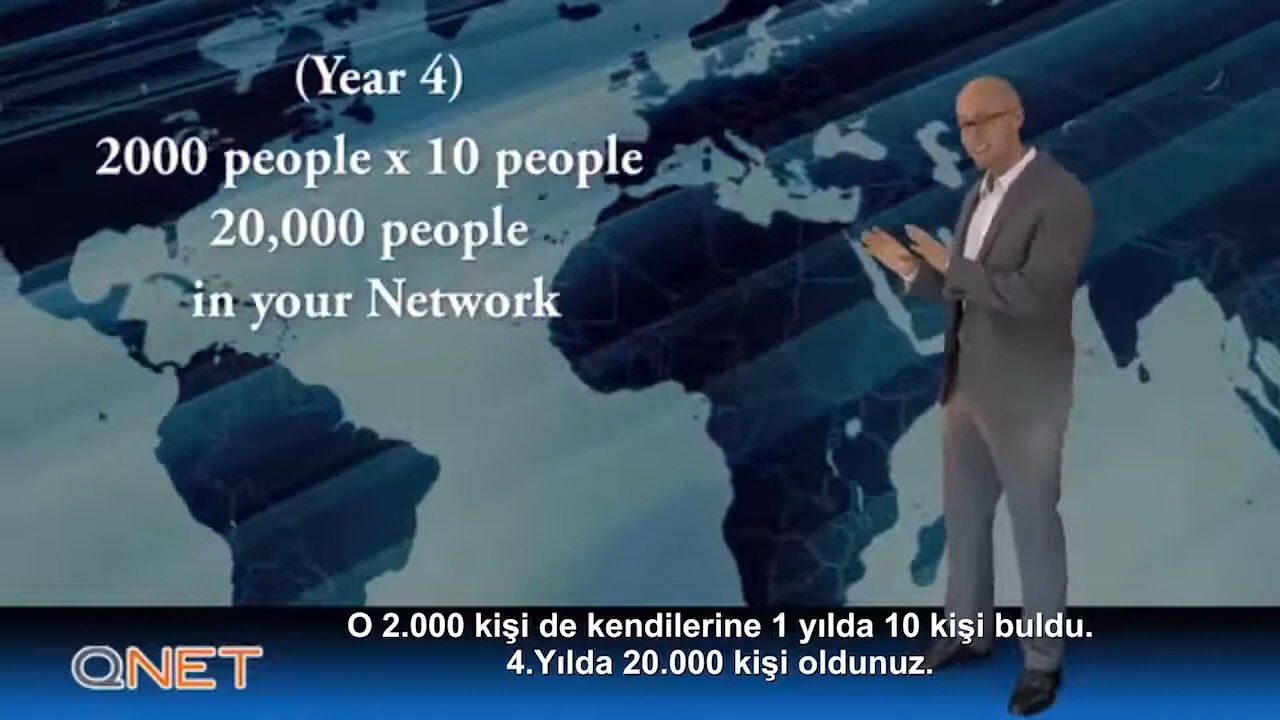 (Year 4)
2000 people x 10 people
20,000 people
in your Network
O 2.000 kişi de kendilerine 1 yılda 10 kişi buldu.
4.Yılda 20.000 kişi oldunuz.
QNET